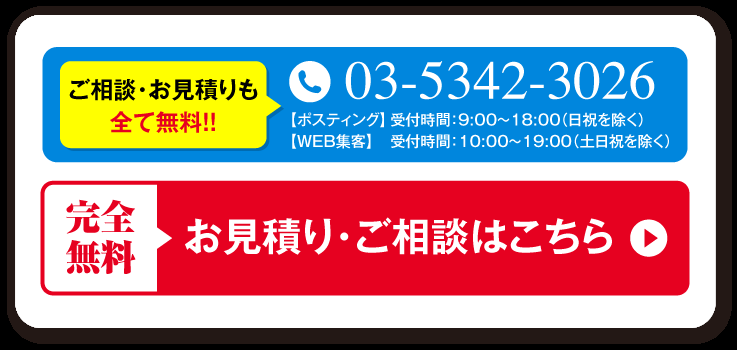 ご相談・お見積りも
全て無料!!
03-5342-3026
【ポスティング】受付時間:9:00～18:00(日祝を除く)
【WEB集客】 受付時間:10:00～19:00(土日祝を除く)
完全
無料
お見積り・ご相談はこちら